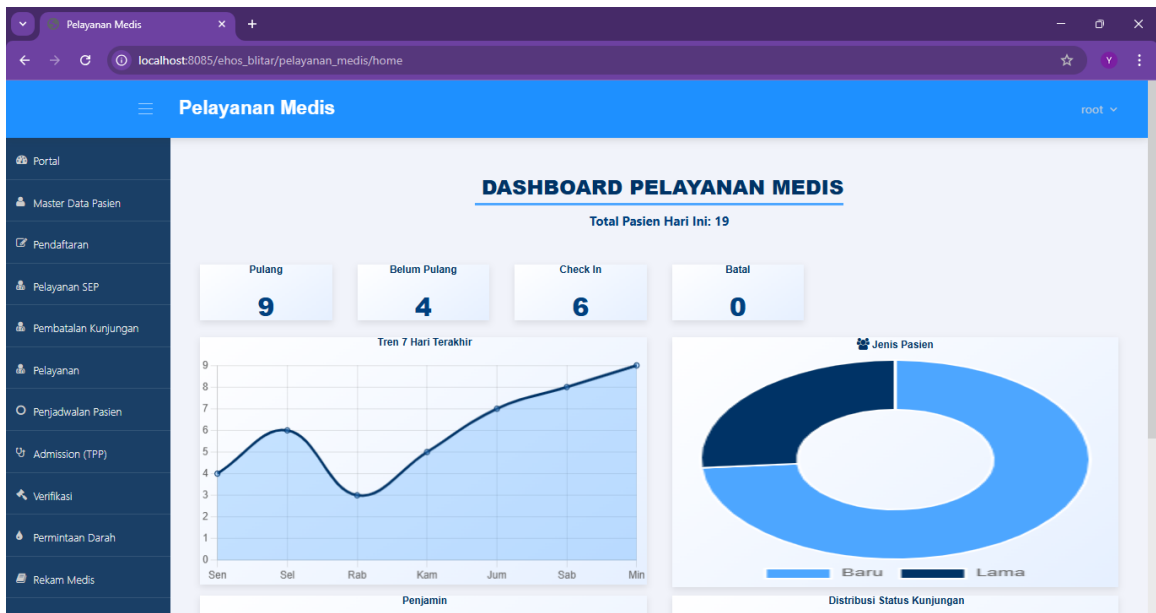 Pelayanan Medis
localhost:8085/ehos_blitar/pelayanan_medis/home
Y
Pelayanan Medis
root
Portal
Master Data Pasien
Pendaftaran
Pelayanan SEP
Pembatalan Kunjungan
Pelayanan
Penjadwalan Pasien
Admission (TPP)
Verifikasi
Permintaan Darah
Rekam Medis
DASHBOARD PELAYANAN MEDIS
Total Pasien Hari Ini: 19
Pulang
9
Belum Pulang
4
Check In
6
Batal
0
Tren 7 Hari Terakhir
9
8
7
6
5
4
3
2
1
0
Sen Sel Rab Kam Jum Sab Min
Jenis Pasien
Baru Lama
Penjamin
Distribusi Status Kunjungan